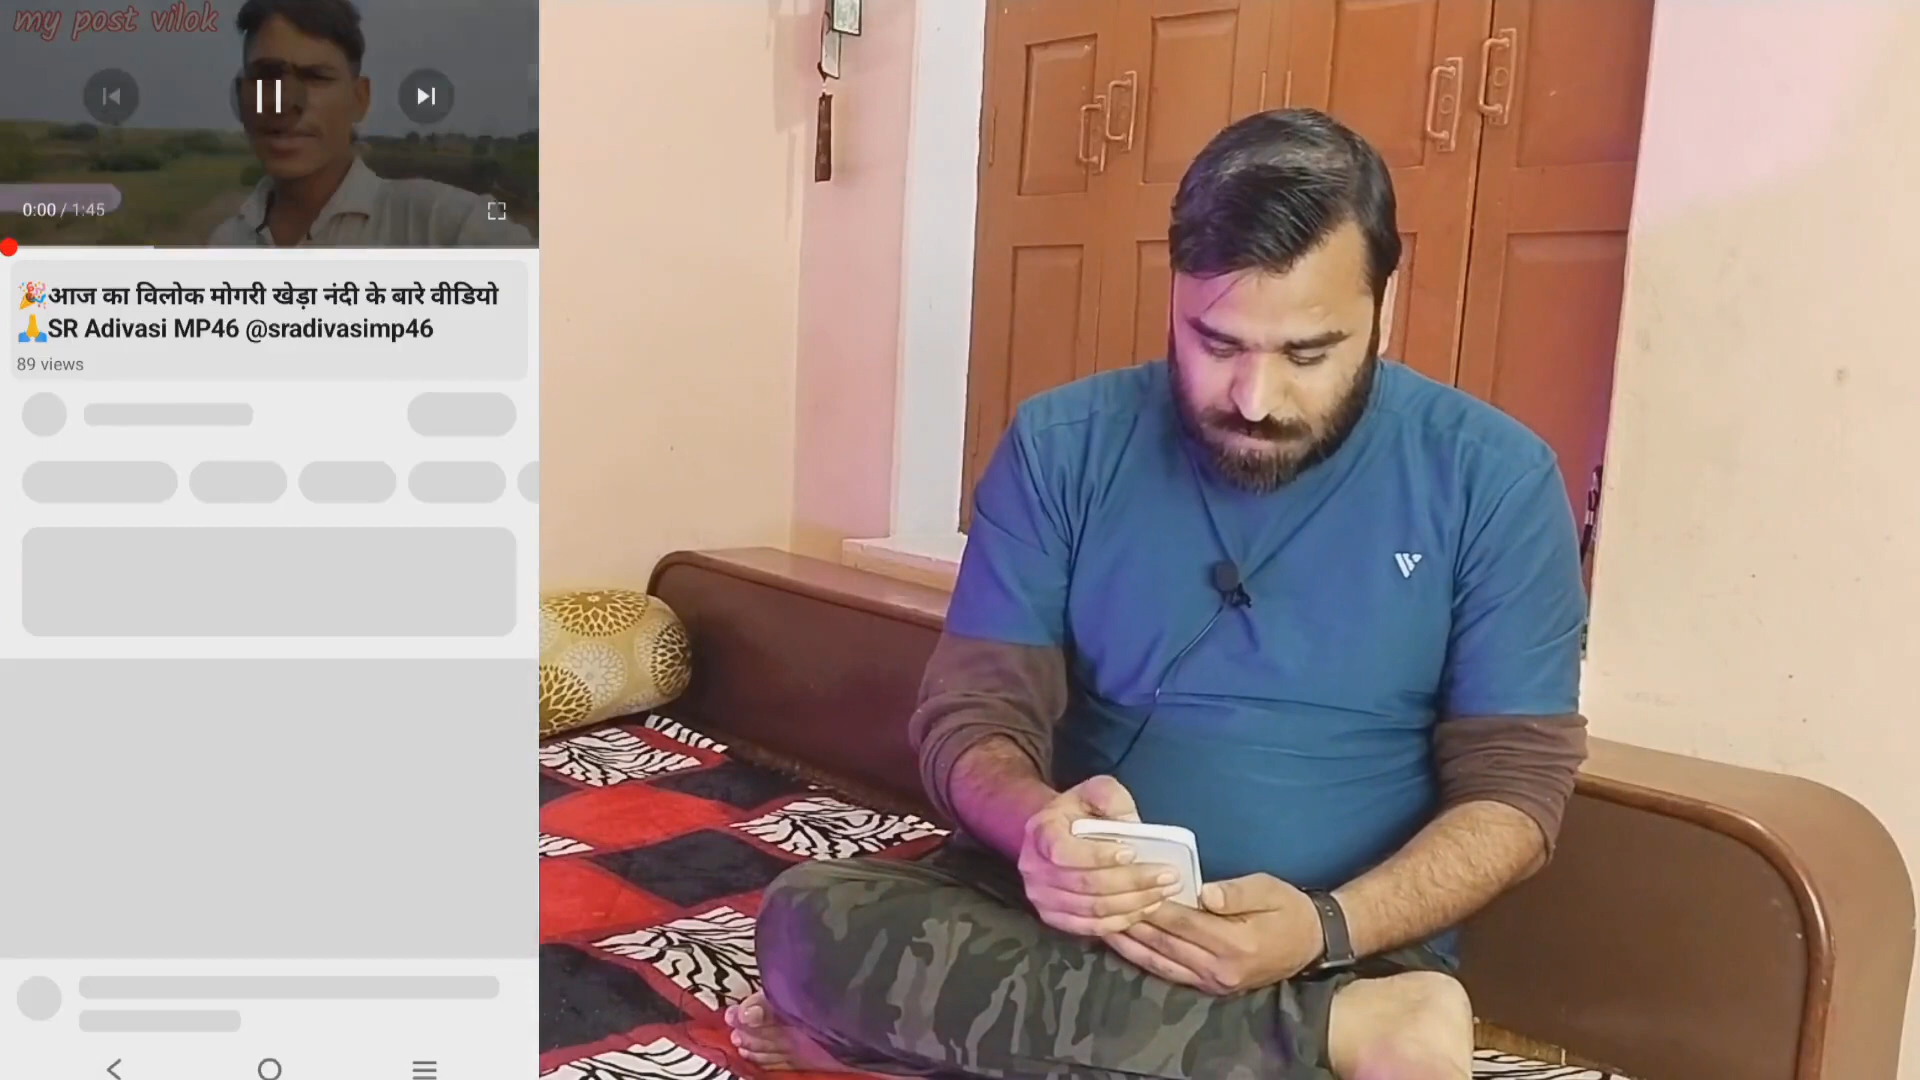 my post vilok
0:00 / 1:45
🎉आज का विलोक मोगरी खेड़ा नंदी के बारे वीडियो
🙏SR Adivasi MP46 @sradivasimp46
89 views